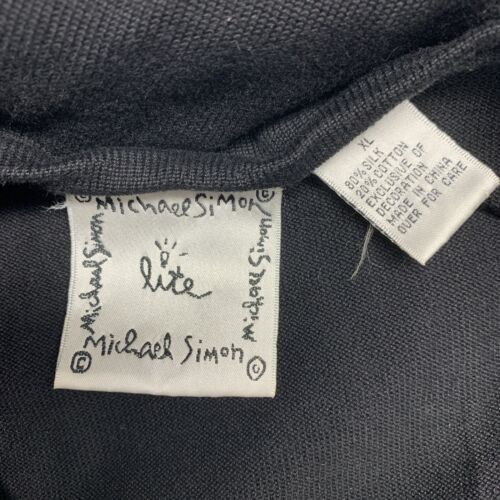 © Michael Simon ©
Michael Simon
lite
Michael Simon
© Michael Simon ©
XL
80% SILK
20% COTTON
EXCLUSIVE OF
DECORATION
MADE IN CHINA
OVER FOR CARE